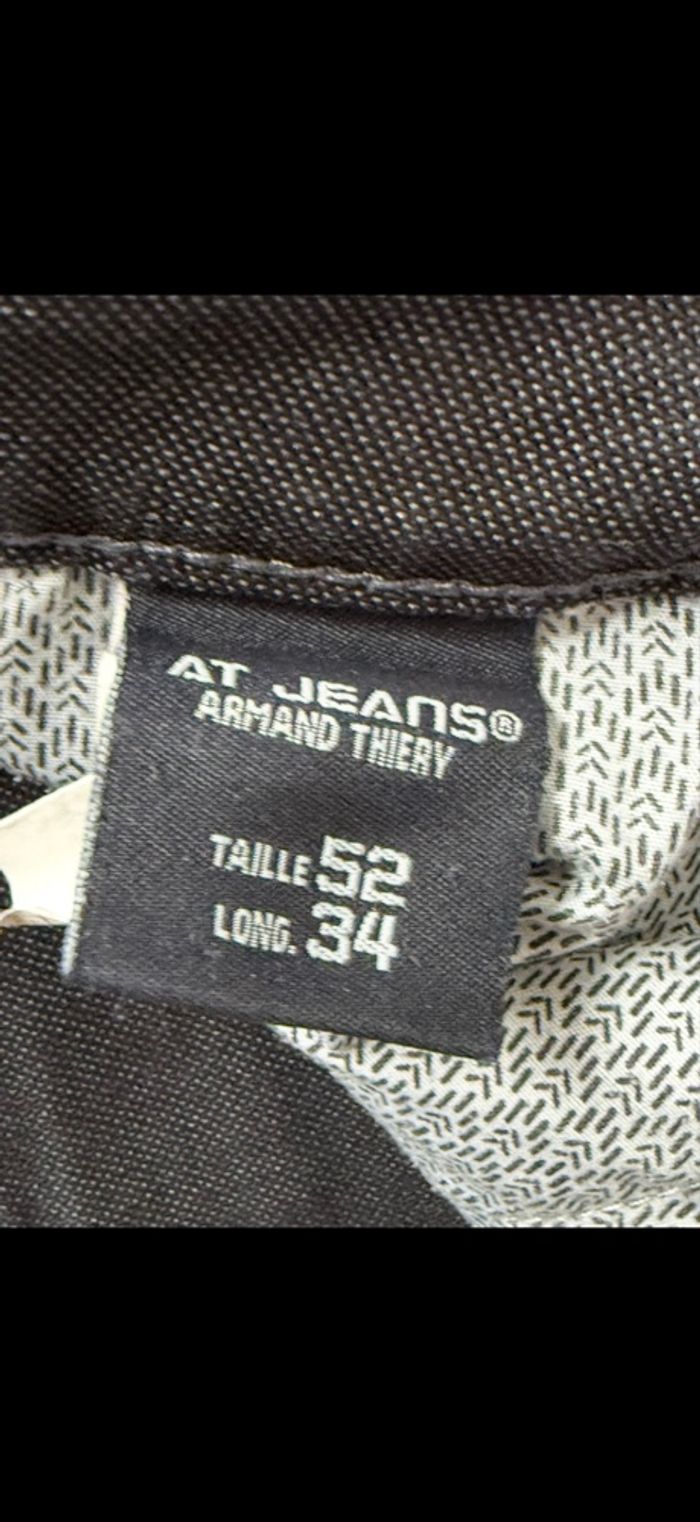 AT JEANS®
ARMAND THIERY
TAILLE 52
LONG. 34